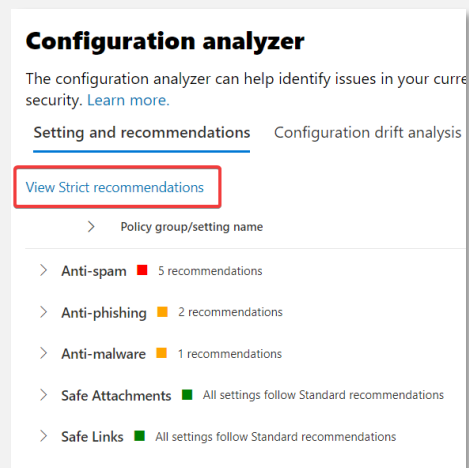 Configuration analyzer
The configuration analyzer can help identify issues in your curre
security. Learn more.
Setting and recommendations Configuration drift analysis
View Strict recommendations
Policy group/setting name
Anti-spam 5 recommendations
Anti-phishing 2 recommendations
Anti-malware 1 recommendations
Safe Attachments All settings follow Standard recommendations
Safe Links All settings follow Standard recommendations